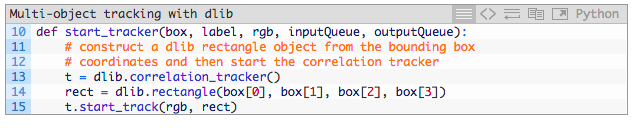 Multi-object tracking with dlib Python
10 def start_tracker(box, label, rgb, inputQueue, outputQueue):
11 # construct a dlib rectangle object from the bounding box
12 # coordinates and then start the correlation tracker
13 t = dlib.correlation_tracker()
14 rect = dlib.rectangle(box[0], box[1], box[2], box[3])
15 t.start_track(rgb, rect)